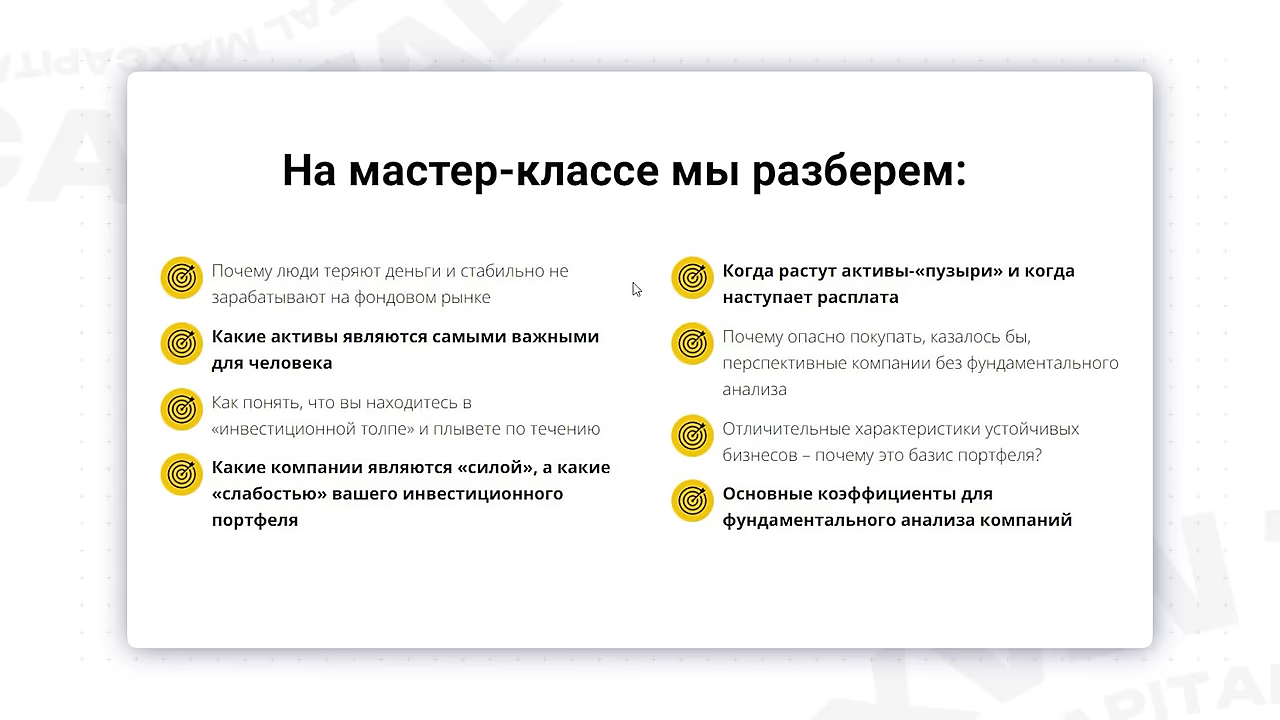 MAXCAPITAL
На мастер-классе мы разберем:
Почему люди теряют деньги и стабильно не
зарабатывают на фондовом рынке
Какие активы являются самыми важными
для человека
Как понять, что вы находитесь в
«инвестиционной толпе» и плывете по течению
Какие компании являются «силой», а какие
«слабостью» вашего инвестиционного
портфеля
Когда растут активы-«пузыри» и когда
наступает расплата
Почему опасно покупать, казалось бы,
перспективные компании без фундаментального
анализа
Отличительные характеристики устойчивых
бизнесов – почему это базис портфеля?
Основные коэффициенты для
фундаментального анализа компаний